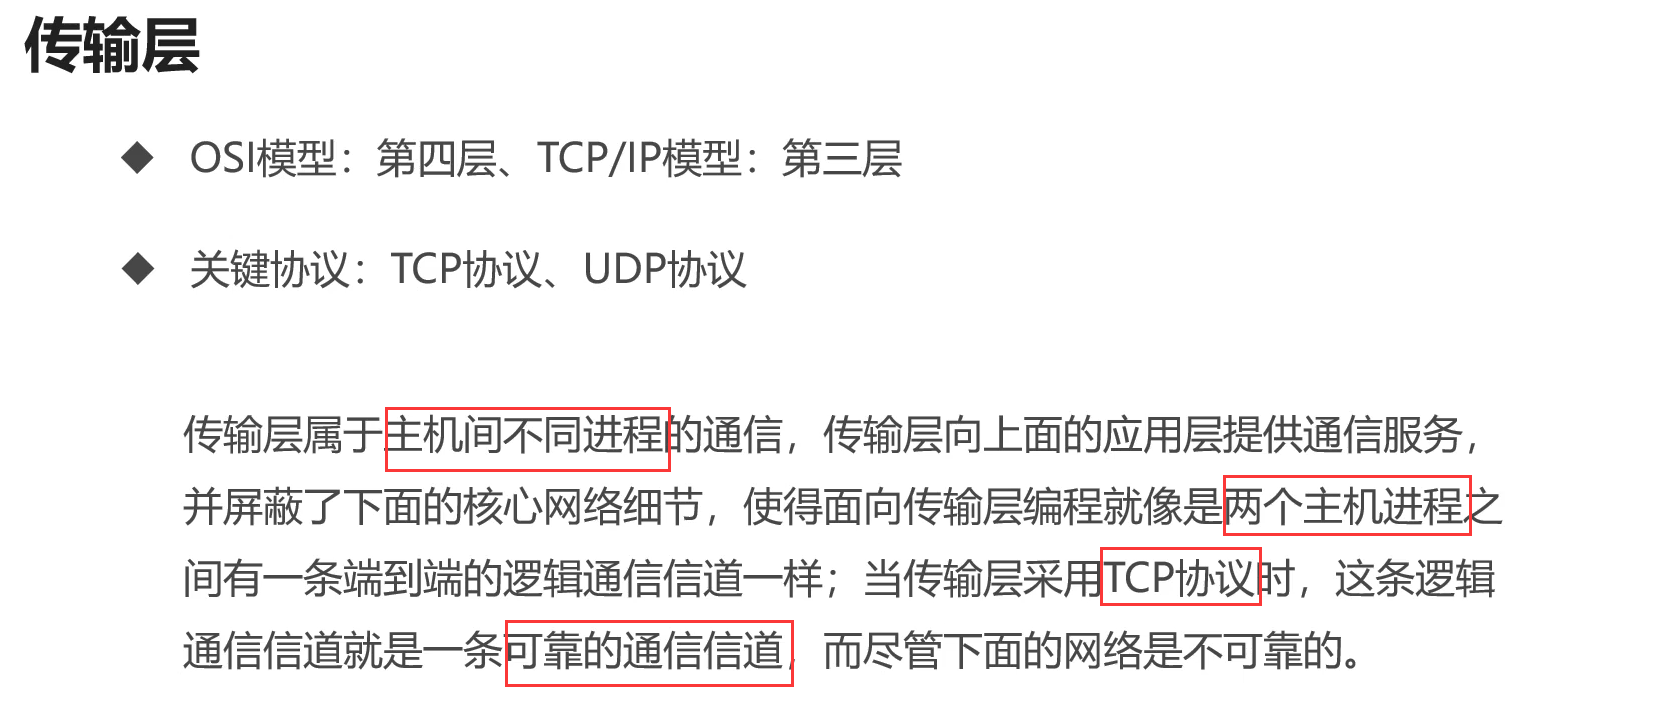 传输层
◆ OSI模型：第四层、TCP/IP模型：第三层
◆ 关键协议：TCP协议、UDP协议
传输层属于主机间不同进程的通信，传输层向上面的应用层提供通信服务，
并屏蔽了下面的核心网络细节，使得面向传输层编程就像是两个主机进程之
间有一条端到端的逻辑通信信道一样；当传输层采用TCP协议时，这条逻辑
通信信道就是一条可靠的通信信道，而尽管下面的网络是不可靠的。